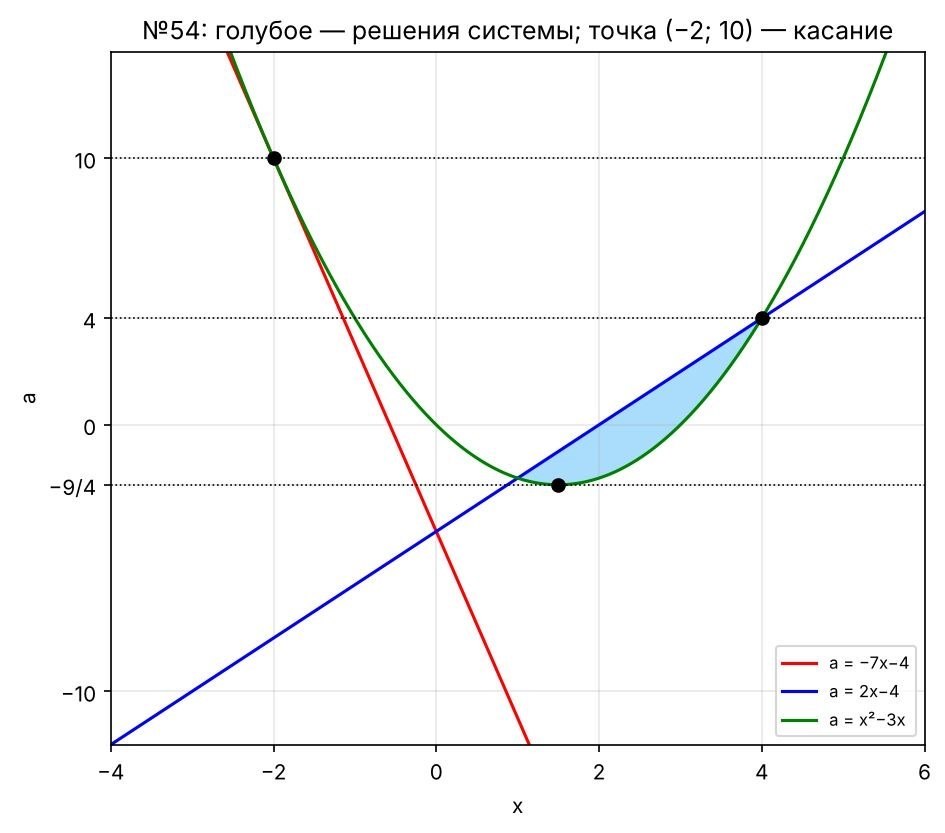 №54: голубое — решения системы; точка (−2; 10) — касание
10
4
0
−9/4
−10
a
−4
−2
0
2
4
6
x
a = −7x−4
a = 2x−4
a = x²−3x